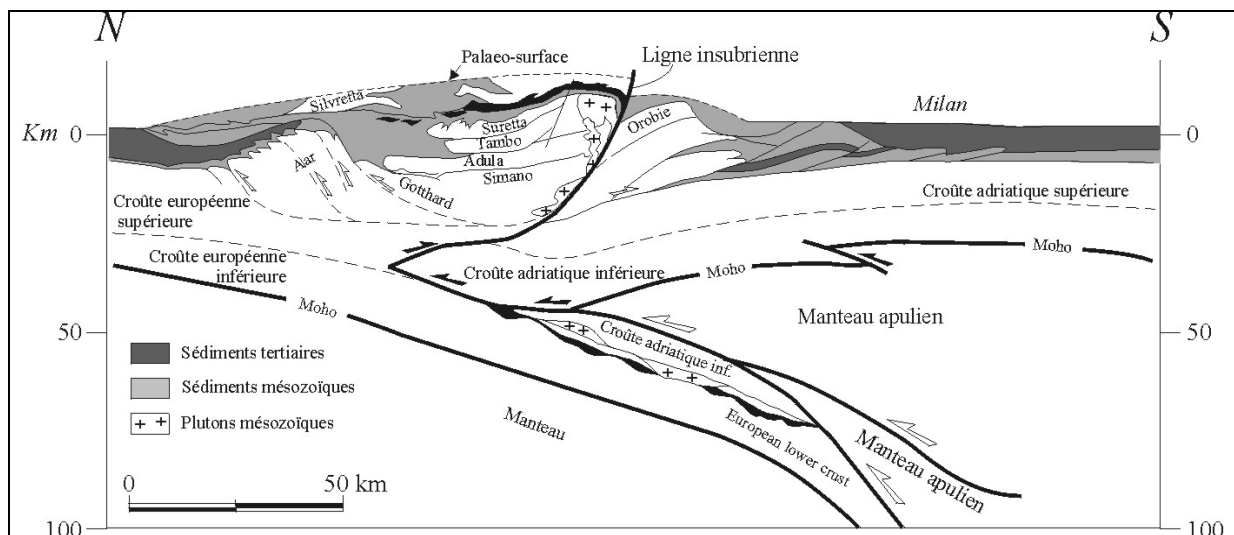 N
S
Palaeo-surface
Ligne insubrienne
Silvretta
Milan
Km 0
0
Suretta
Tambo
Orobie
Adula
Simano
Aar
Gotthard
Croûte européenne
supérieure
Croûte adriatique supérieure
Croûte européenne
inférieure
Croûte adriatique inférieure
Moho
Moho
Moho
Manteau apulien
50
50
Croûte adriatique inf.
Sédiments tertiaires
Sédiments mésozoïques
Plutons mésozoïques
Manteau
European lower crust
Manteau apulien
0
50 km
100
100